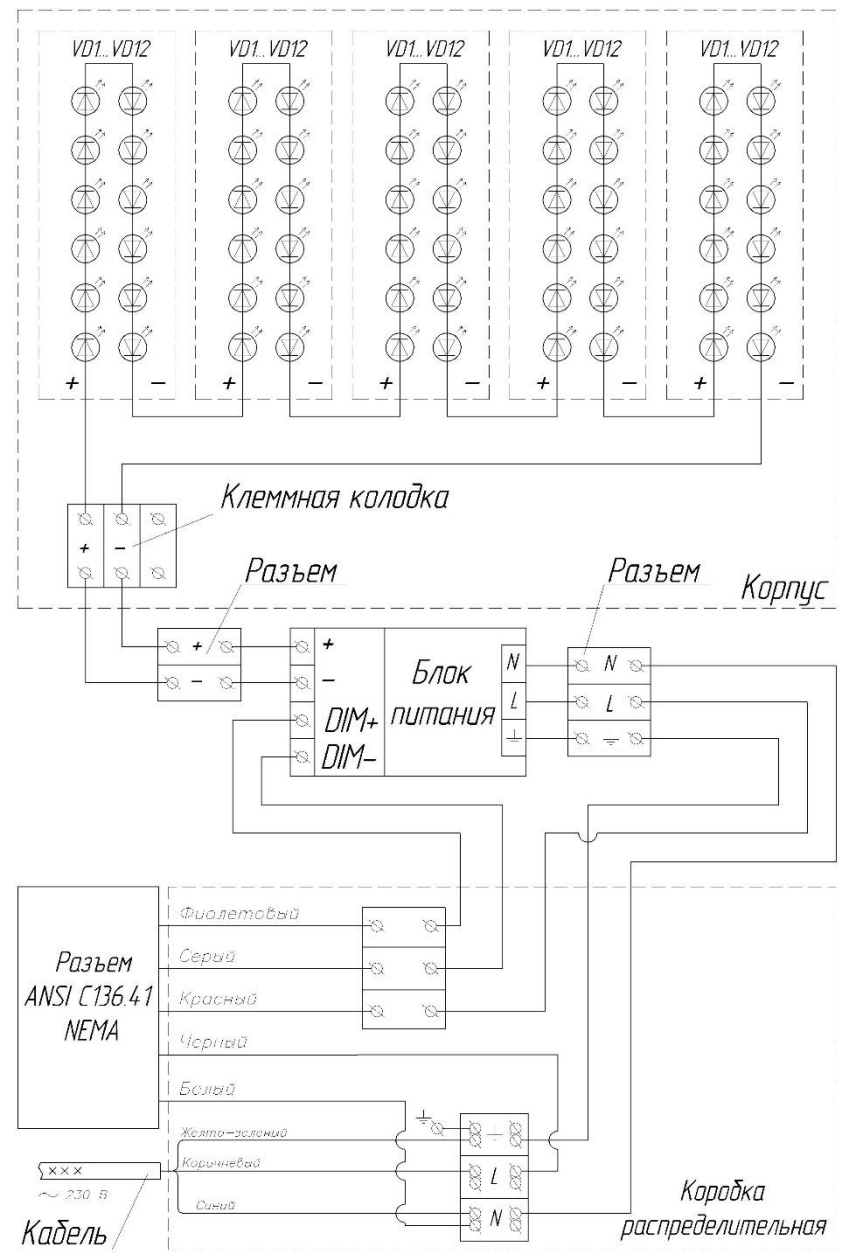 VD1...VD12 VD1...VD12 VD1...VD12 VD1...VD12 VD1...VD12
+ − + − + − + − + −
Клеммная колодка
+ −
Разъем
Разъем
Корпус
+
−
+
−
DIM+
DIM−
Блок
питания
N
L
N
L
Разъем
ANSI C136.41
NEMA
Фиолетовый
Серый
Красный
Черный
Белый
Желто-зеленый
Коричневый
Синий
L
N
×××
~ 230 В
Кабель
Коробка
распределительная